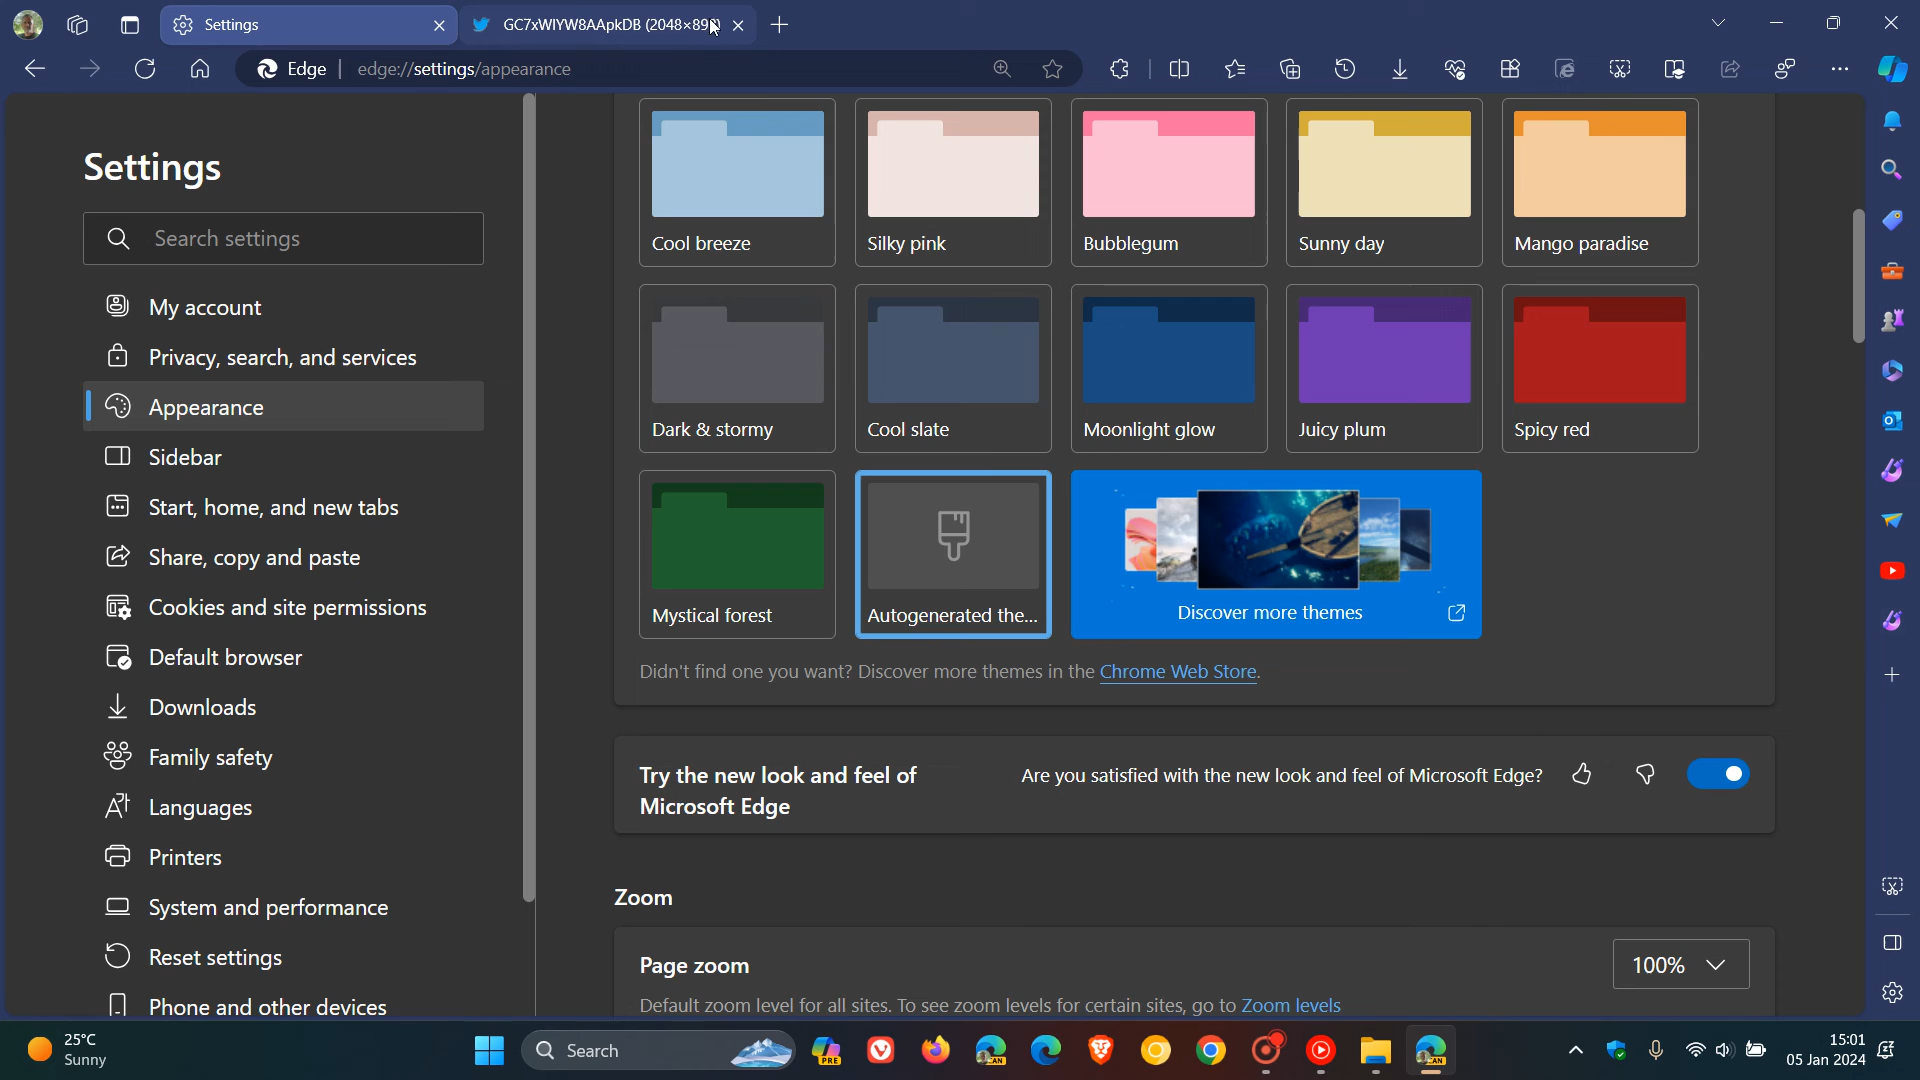 Settings
GC7xWIYW8AApkDB (2048×89
Edge
edge://settings/appearance
Settings
Search settings
My account
Privacy, search, and services
Appearance
Sidebar
Start, home, and new tabs
Share, copy and paste
Cookies and site permissions
Default browser
Downloads
Family safety
Languages
Printers
System and performance
Reset settings
Phone and other devices
Cool breeze
Silky pink
Bubblegum
Sunny day
Mango paradise
Dark & stormy
Cool slate
Moonlight glow
Juicy plum
Spicy red
Mystical forest
Autogenerated the...
Discover more themes
Didn't find one you want? Discover more themes in the Chrome Web Store.
Try the new look and feel of
Microsoft Edge
Are you satisfied with the new look and feel of Microsoft Edge?
Zoom
Page zoom
100%
Default zoom level for all sites. To see zoom levels for certain sites, go to Zoom levels
25°C
Sunny
Search
PRE
CAN
CAN
15:01
05 Jan 2024